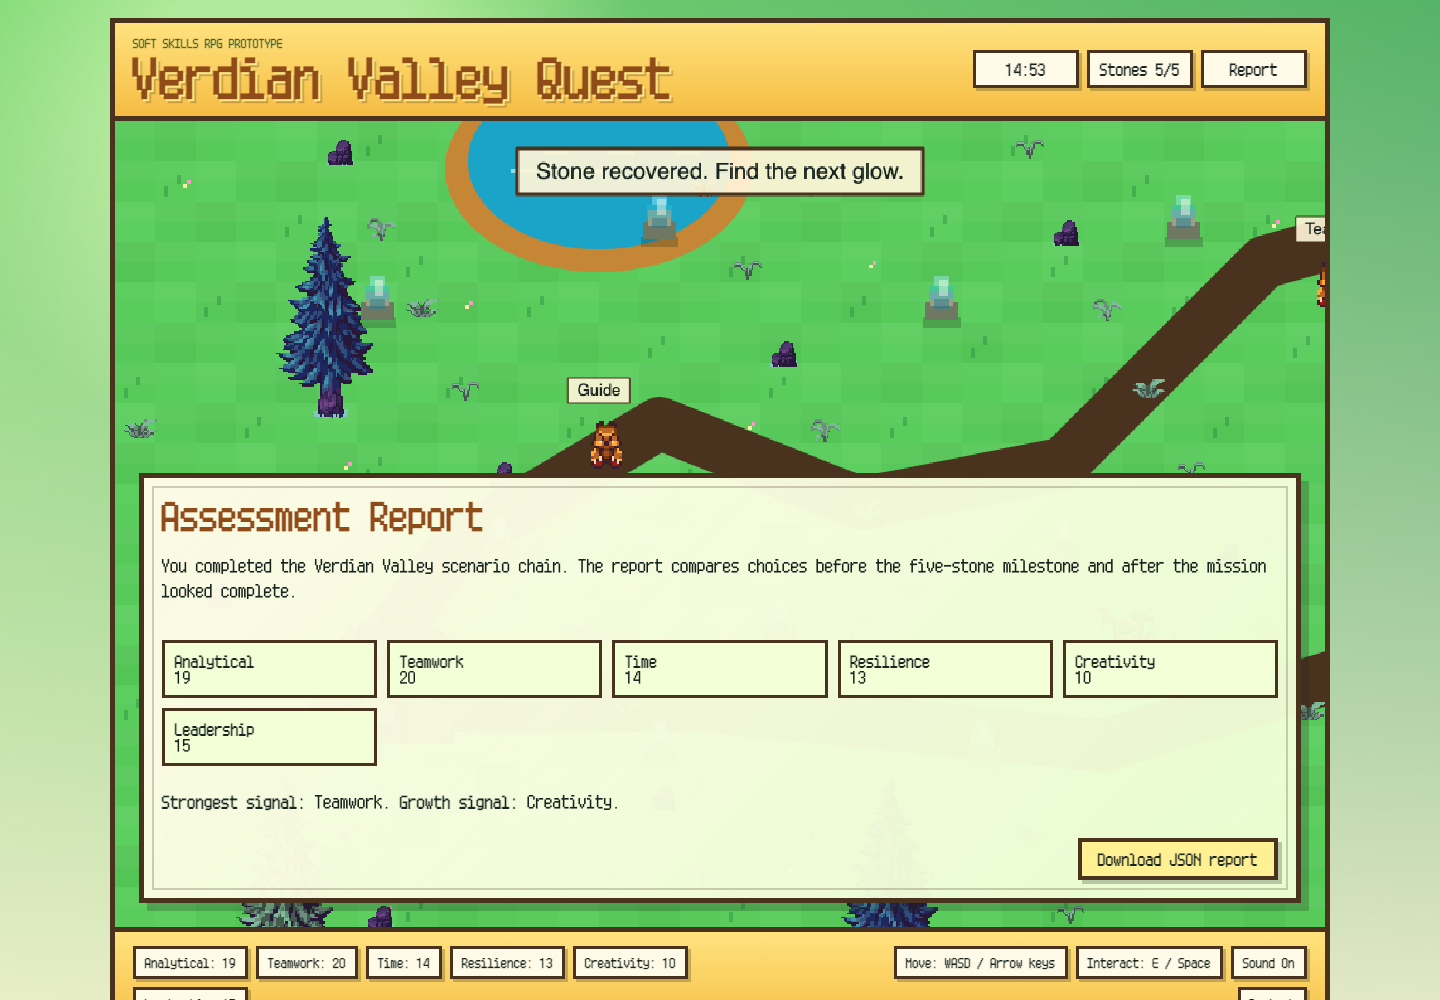 SOFT SKILLS RPG PROTOTYPE
Verdian Valley Quest
14:53
Stones 5/5
Report
Stone recovered. Find the next glow.
Guide
Assessment Report
You completed the Verdian Valley scenario chain. The report compares choices before the five-stone milestone and after the mission
looked complete.
Analytical
19
Teamwork
20
Time
14
Resilience
13
Creativity
10
Leadership
15
Strongest signal: Teamwork. Growth signal: Creativity.
Download JSON report
Analytical: 19
Teamwork: 20
Time: 14
Resilience: 13
Creativity: 10
Move: WASD / Arrow keys
Interact: E / Space
Sound On